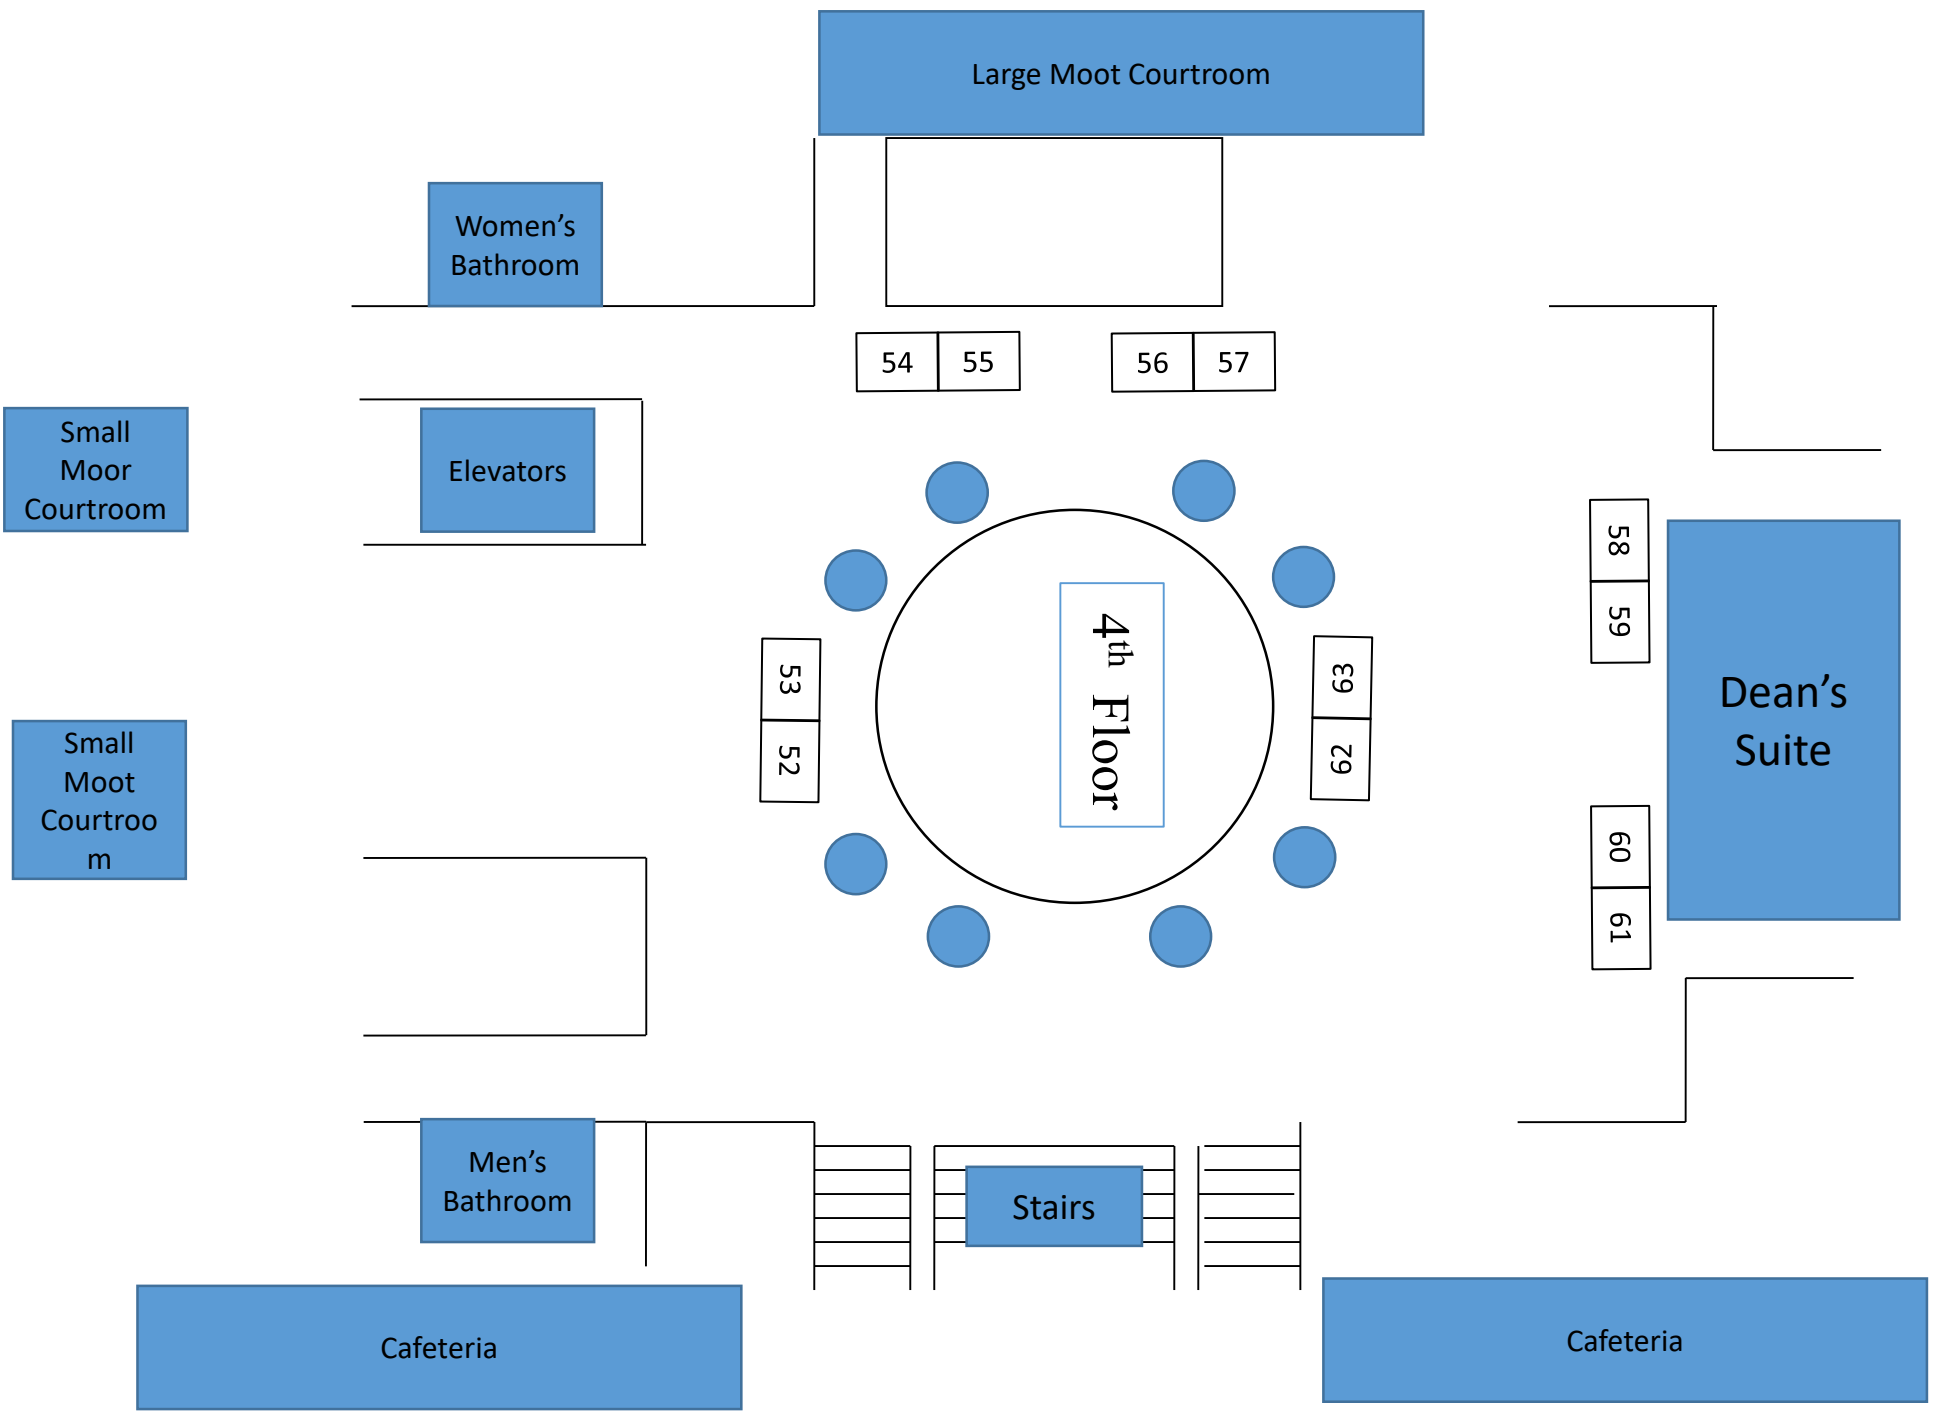 Large Moot Courtroom
Women’s
Bathroom
54
55
56
57
Small
Moor
Courtroom
Elevators
58
59
53
52
4th Floor
63
62
Dean’s
Suite
Small
Moot
Courtroo
m
60
61
Men’s
Bathroom
Stairs
Cafeteria
Cafeteria